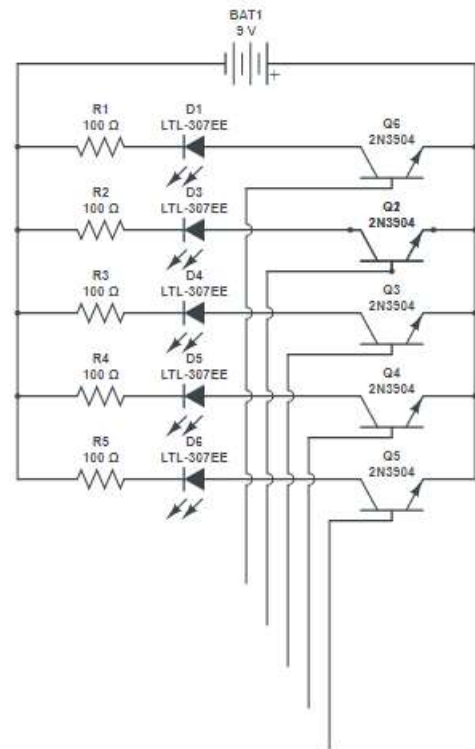 BAT1
9 V
+
R1
100 Ω
D1
LTL-307EE
Q6
2N3904
R2
100 Ω
D3
LTL-307EE
2N3904
R3
100 Ω
D4
LTL-307EE
Q3
2N3904
R4
100 Ω
D5
LTL-307EE
Q4
2N3904
R5
100 Ω
D6
LTL-307EE
Q5
2N3904